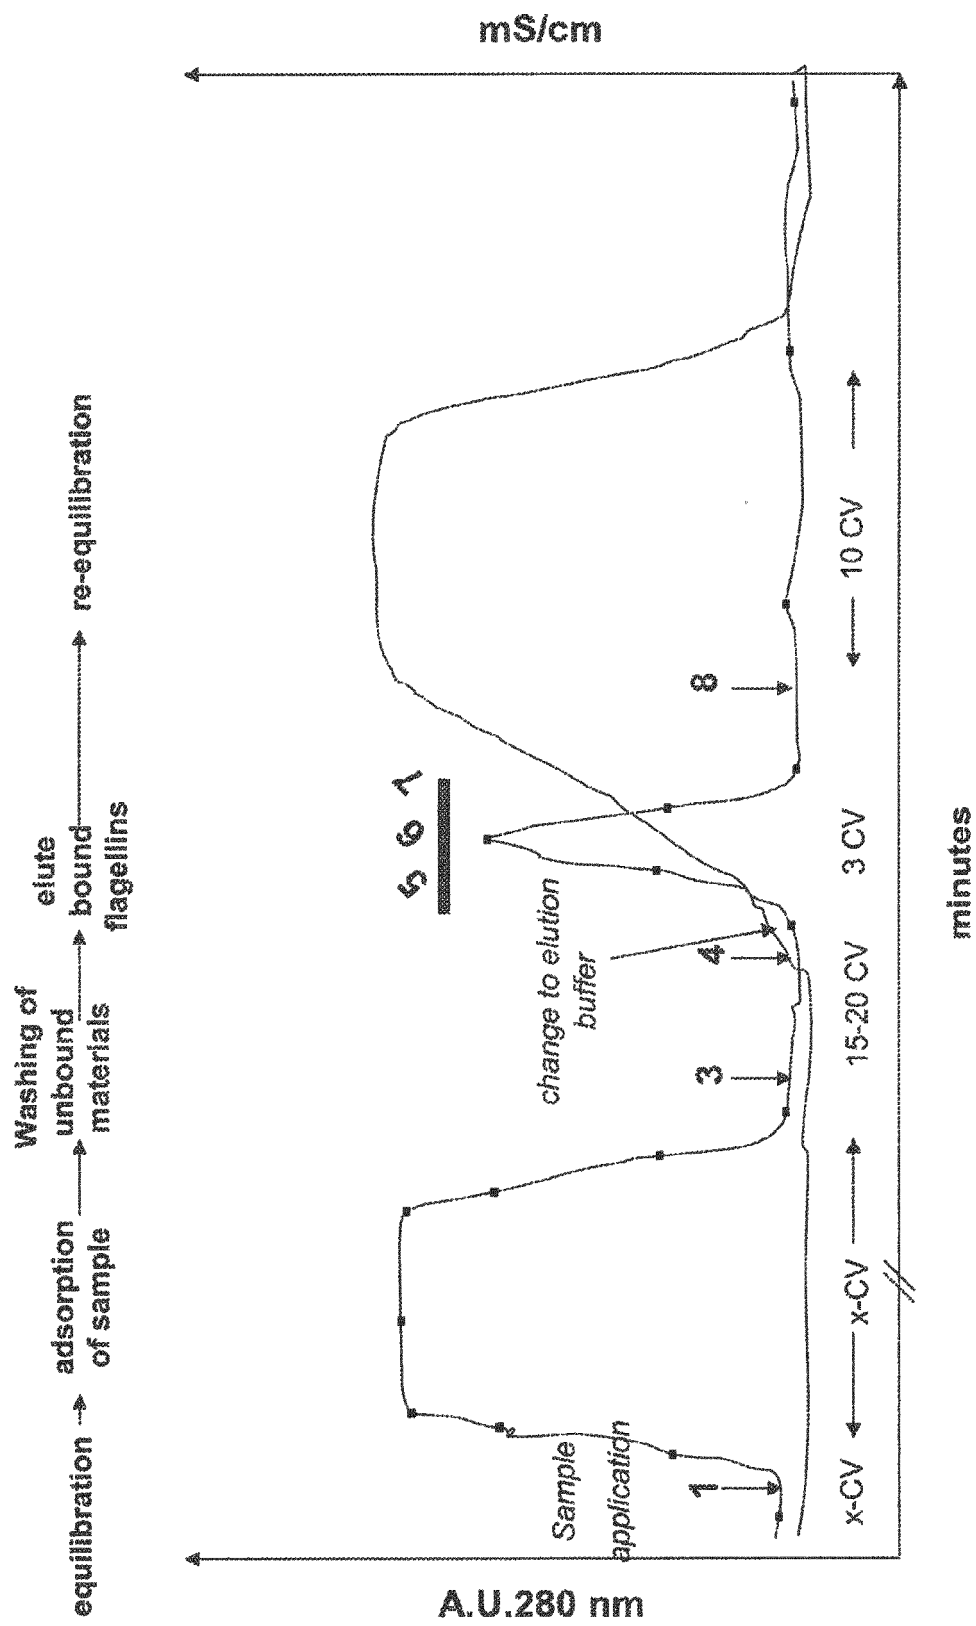 equilibration
adsorption
of sample
Washing of
unbound
materials
elute
bound
flagellins
re-equilibration
5 6 7
change to elution
buffer
Sample
application
1
3
4
8
x-CV
x-CV
15-20 CV
3 CV
10 CV
A.U.280 nm
minutes
mS/cm